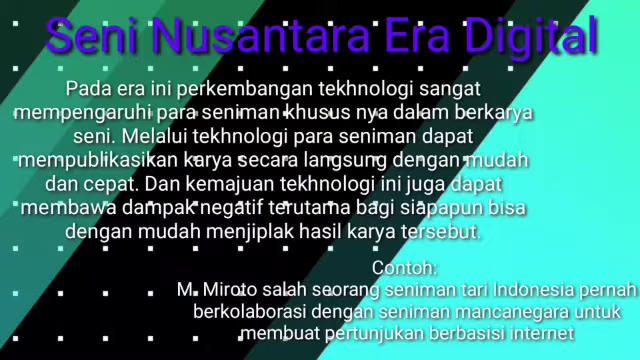 Seni Nusantara Era Digital
Pada era ini perkembangan tekhnologi sangat
mempengaruhi para seniman khusus nya dalam berkarya
seni. Melalui tekhnologi para seniman dapat
mempublikasikan karya secara langsung dengan mudah
dan cepat. Dan kemajuan tekhnologi ini juga dapat
membawa dampak negatif terutama bagi siapapun bisa
dengan mudah menjiplak hasil karya tersebut.
Contoh:
M. Miroto salah seorang seniman tari Indonesia pernah
berkolaborasi dengan seniman mancanegara untuk
membuat pertunjukan berbasisi internet